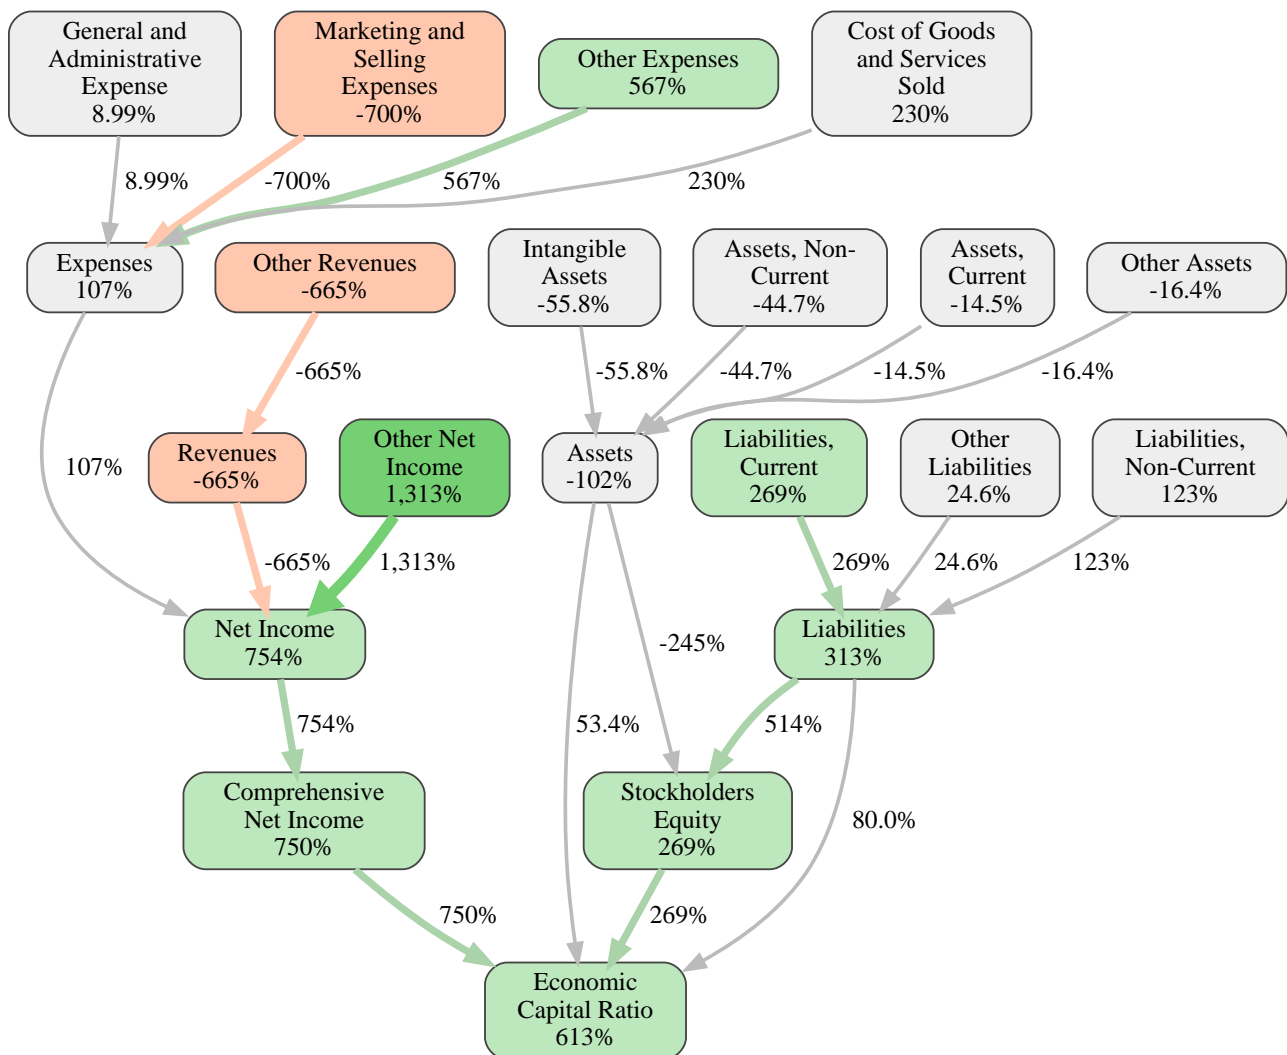 General and
Administrative
Expense
8.99%
Marketing and
Selling
Expenses
-700%
Other Expenses
567%
Cost of Goods
and Services
Sold
230%
8.99%
-700%
567%
230%
Expenses
107%
Other Revenues
-665%
Intangible
Assets
-55.8%
Assets, Non-
Current
-44.7%
Assets,
Current
-14.5%
Other Assets
-16.4%
-665%
-55.8%
-44.7%
-14.5%
-16.4%
107%
Revenues
-665%
Other Net
Income
1,313%
Assets
-102%
Liabilities,
Current
269%
Other
Liabilities
24.6%
Liabilities,
Non-Current
123%
-665%
1,313%
269%
24.6%
123%
Net Income
754%
-245%
Liabilities
313%
754%
53.4%
514%
Comprehensive
Net Income
750%
Stockholders
Equity
269%
80.0%
750%
269%
Economic
Capital Ratio
613%